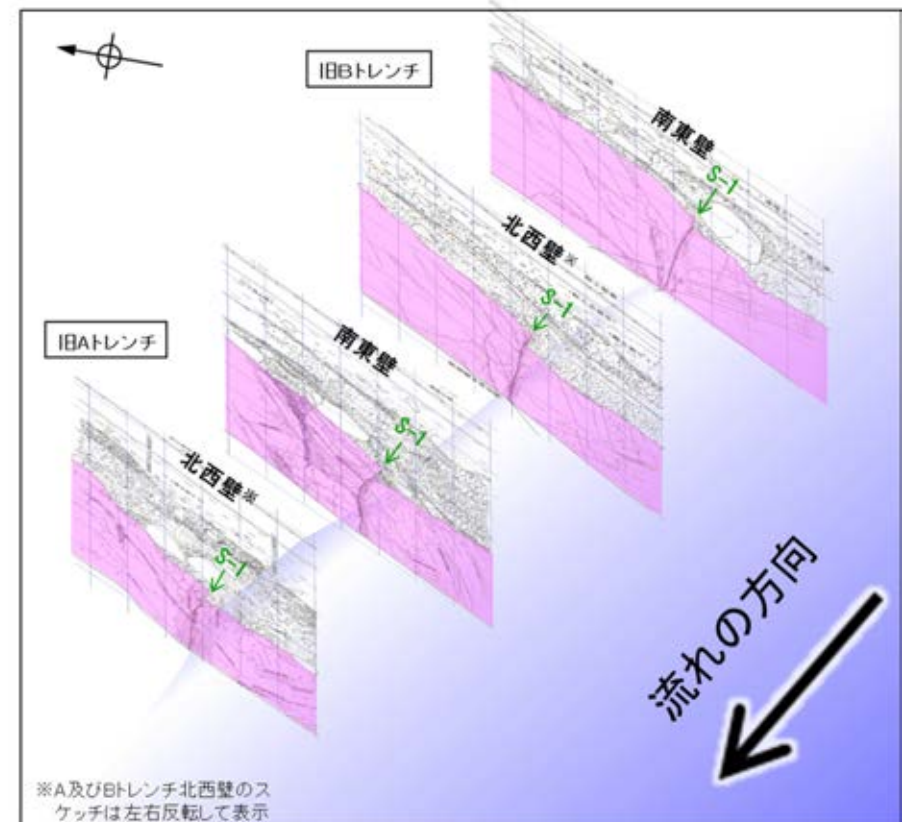 旧Bトレンチ
南東壁
S-1
北西壁※
S-1
旧Aトレンチ
南東壁
S-1
北西壁※
S-1
流れの方向
※A及びBトレンチ北西壁のス
ケッチは左右反転して表示